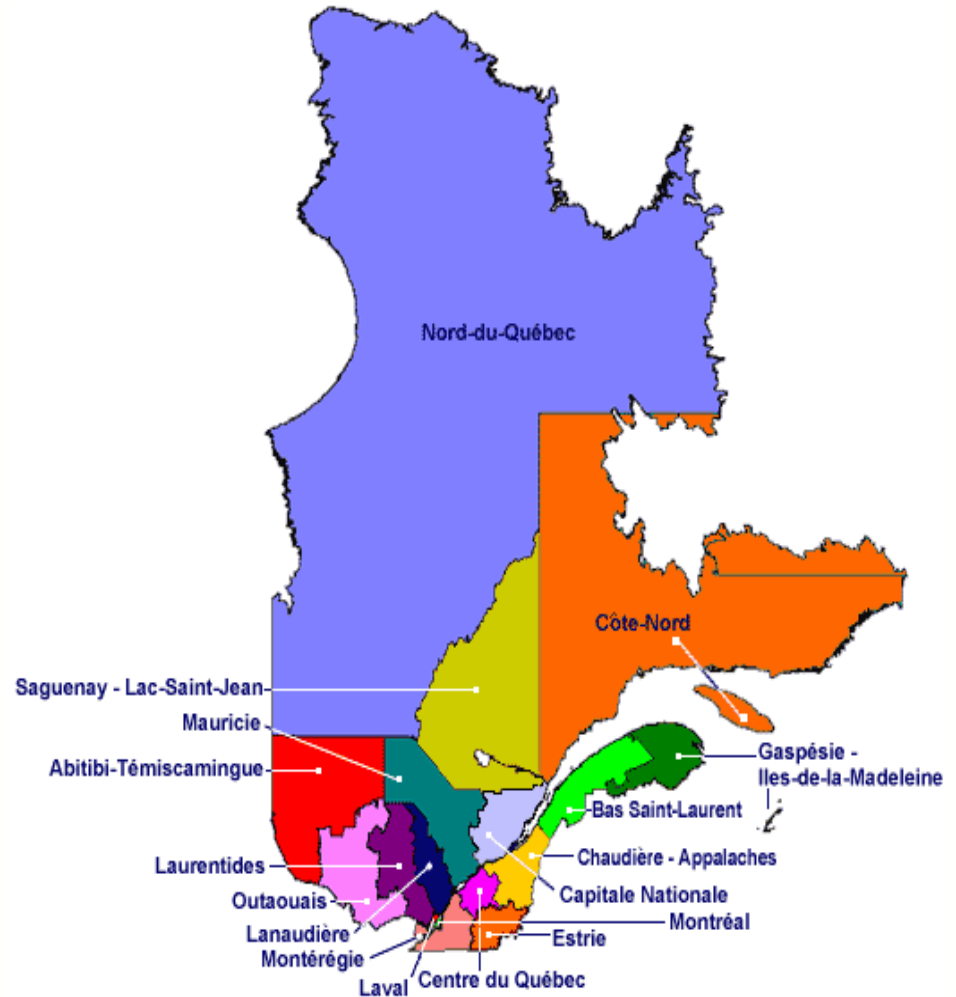 Nord-du-Québec
Côte-Nord
Saguenay - Lac-Saint-Jean
Mauricie
Abitibi-Témiscamingue
Gaspésie -
Iles-de-la-Madeleine
Bas Saint-Laurent
Chaudière - Appalaches
Laurentides
Capitale Nationale
Outaouais
Montréal
Lanaudière
Estrie
Montérégie
Centre du Québec
Laval